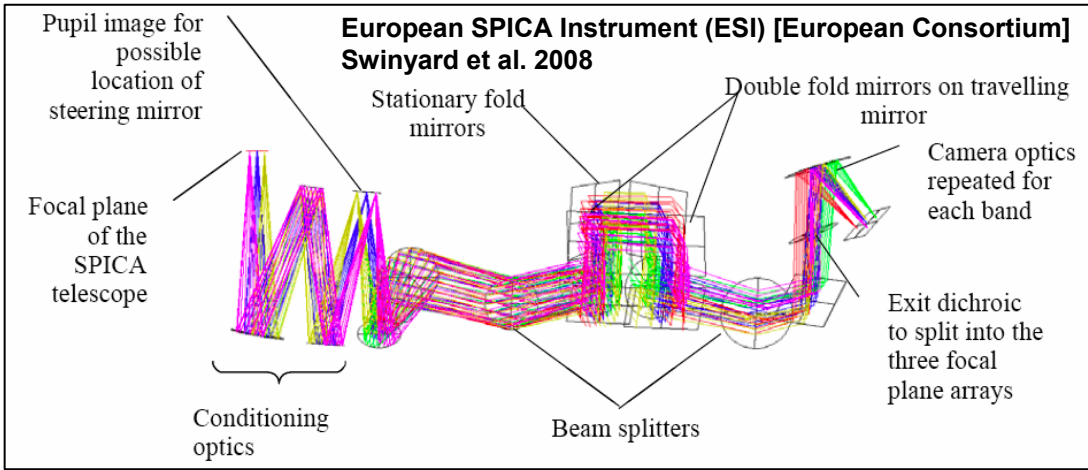 Pupil image for
possible
location of
steering mirror
European SPICA Instrument (ESI) [European Consortium]
Swinyard et al. 2008
Stationary fold
mirrors
Double fold mirrors on travelling
mirror
Camera optics
repeated for
each band
Focal plane
of the
SPICA
telescope
Exit dichroic
to split into the
three focal
plane arrays
Conditioning
optics
Beam splitters